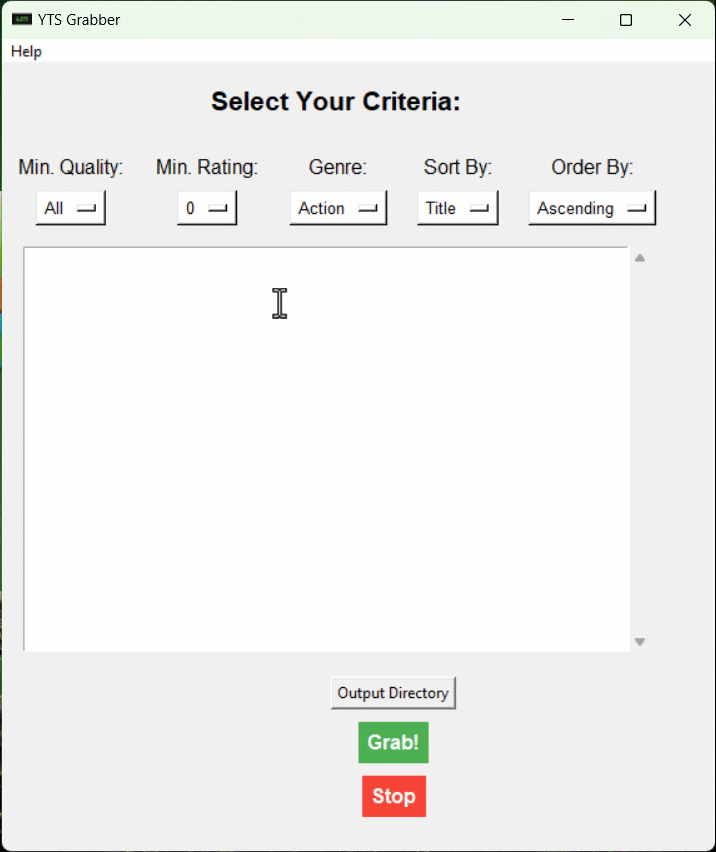 YTS Grabber
Help
Select Your Criteria:
Min. Quality: Min. Rating: Genre: Sort By: Order By:
All 0 Action Title Ascending
Output Directory
Grab!
Stop